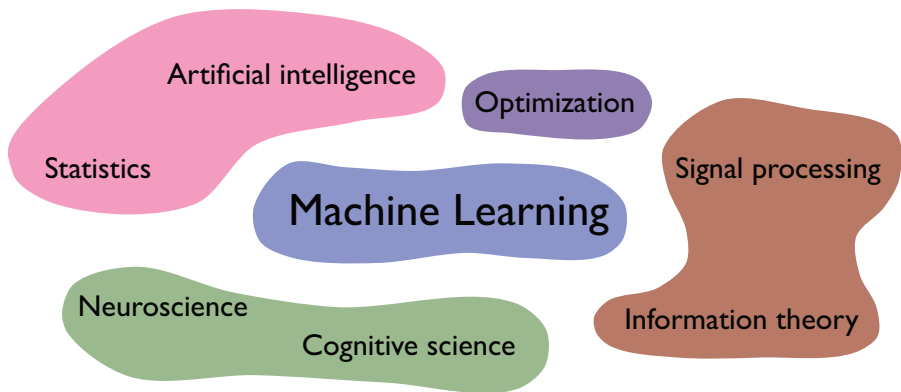 Artificial intelligence
Optimization
Statistics
Signal processing
Machine Learning
Neuroscience
Information theory
Cognitive science